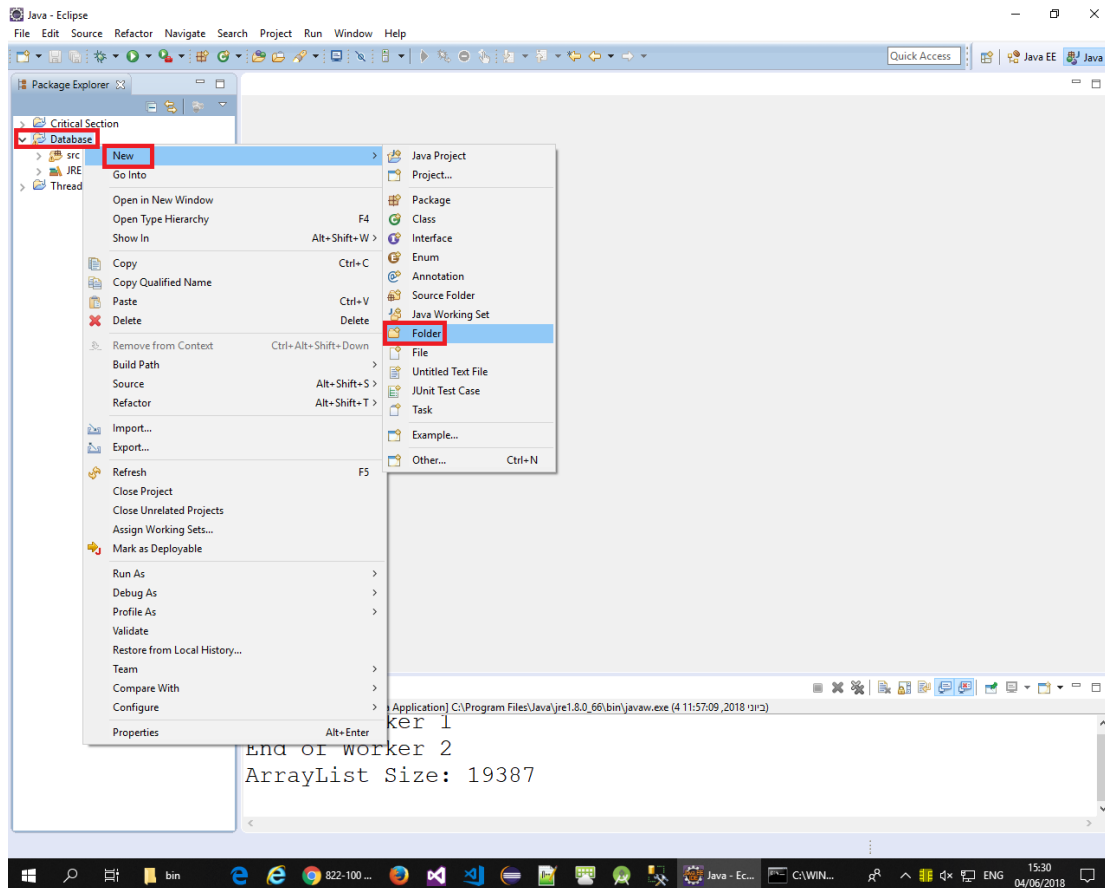 Java - Eclipse
File Edit Source Refactor Navigate Search Project Run Window Help
Quick Access
Java EE
Java
Package Explorer
Critical Section
Database
src
JRE
Thread
New
Go Into
Open in New Window
Open Type Hierarchy F4
Show In Alt+Shift+W >
Copy Ctrl+C
Copy Qualified Name
Paste Ctrl+V
Delete Delete
Remove from Context Ctrl+Alt+Shift+Down
Build Path
Source Alt+Shift+S >
Refactor Alt+Shift+T >
Import...
Export...
Refresh F5
Close Project
Close Unrelated Projects
Assign Working Sets...
Mark as Deployable
Run As
Debug As
Profile As
Validate
Restore from Local History...
Team
Compare With
Configure
Properties Alt+Enter
Java Project
Project...
Package
Class
Interface
Enum
Annotation
Source Folder
Java Working Set
Folder
File
Untitled Text File
JUnit Test Case
Task
Example...
Other... Ctrl+N
Application] C:\Program Files\Java\jre1.8.0_66\bin\javaw.exe (4 ביוני 2018, 11:57:09)
ker 1
End of Worker 2
ArrayList Size: 19387
bin
822-100 ...
Java - Ec...
C:\WIN...
ENG
15:30
04/06/2018